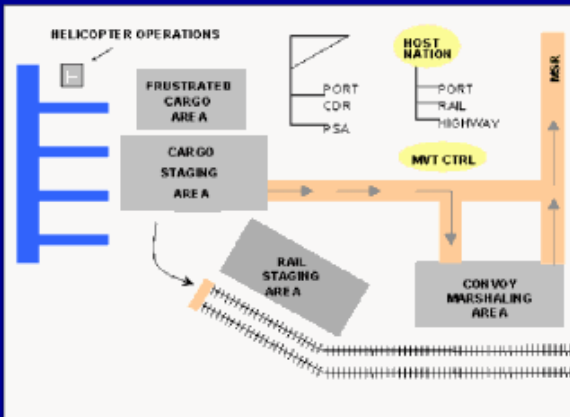 HELICOPTER OPERATIONS
H
FRUSTRATED
CARGO
AREA
CARGO
STAGING
AREA
PORT
CDR
PSA
HOST
NATION
PORT
RAIL
HIGHWAY
MVT CTRL
MSR
RAIL
STAGING
AREA
CONVOY
MARSHALING
AREA